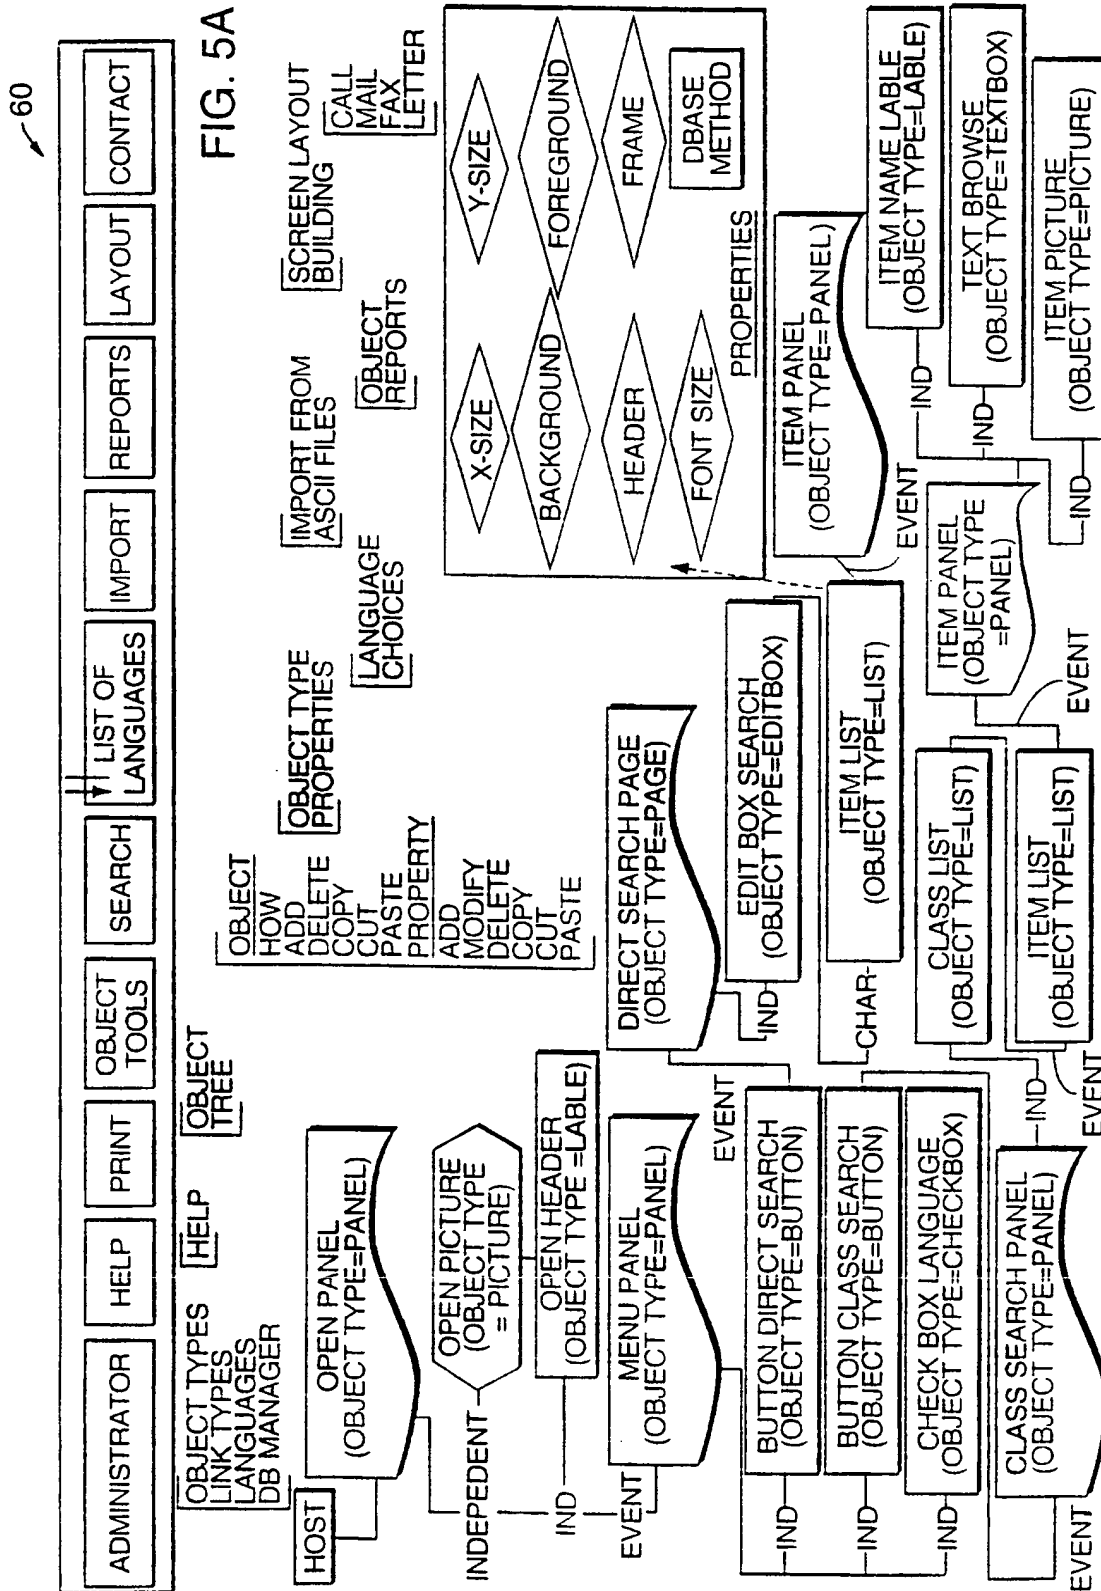 60
ADMINISTRATOR
HELP
PRINT
OBJECT
TOOLS
SEARCH
LIST OF
LANGUAGES
IMPORT
REPORTS
LAYOUT
CONTACT
FIG. 5A
OBJECT TYPES
LINK TYPES
LANGUAGES
DB MANAGER
HELP
OBJECT
TREE
OBJECT
HOW
ADD
DELETE
COPY
CUT
PASTE
PROPERTY
ADD
MODIFY
DELETE
COPY
CUT
PASTE
OBJECT TYPE
PROPERTIES
LANGUAGE
CHOICES
IMPORT FROM
ASCII FILES
OBJECT
REPORTS
SCREEN LAYOUT
BUILDING
CALL
MAIL
FAX
LETTER
HOST
OPEN PANEL
(OBJECT TYPE=PANEL)
INDEPEDENT
OPEN PICTURE
(OBJECT TYPE
= PICTURE)
IND
OPEN HEADER
(OBJECT TYPE =LABLE)
EVENT
MENU PANEL
(OBJECT TYPE=PANEL)
IND
BUTTON DIRECT SEARCH
(OBJECT TYPE=BUTTON)
EVENT
IND
BUTTON CLASS SEARCH
(OBJECT TYPE=BUTTON)
IND
CHECK BOX LANGUAGE
(OBJECT TYPE=CHECKBOX)
EVENT
CLASS SEARCH PANEL
(OBJECT TYPE=PANEL)
DIRECT SEARCH PAGE
(OBJECT TYPE=PAGE)
IND
EDIT BOX SEARCH
(OBJECT TYPE=EDITBOX)
CHAR
ITEM LIST
(OBJECT TYPE=LIST)
IND
CLASS LIST
(OBJECT TYPE=LIST)
EVENT
ITEM LIST
(OBJECT TYPE=LIST)
X-SIZE
Y-SIZE
BACKGROUND
FOREGROUND
HEADER
FRAME
FONT SIZE
DBASE
METHOD
PROPERTIES
EVENT
ITEM PANEL
(OBJECT TYPE=PANEL)
EVENT
ITEM PANEL
(OBJECT TYPE
=PANEL)
IND
ITEM NAME LABLE
(OBJECT TYPE=LABLE)
IND
TEXT BROWSE
(OBJECT TYPE=TEXTBOX)
IND
ITEM PICTURE
(OBJECT TYPE=PICTURE)